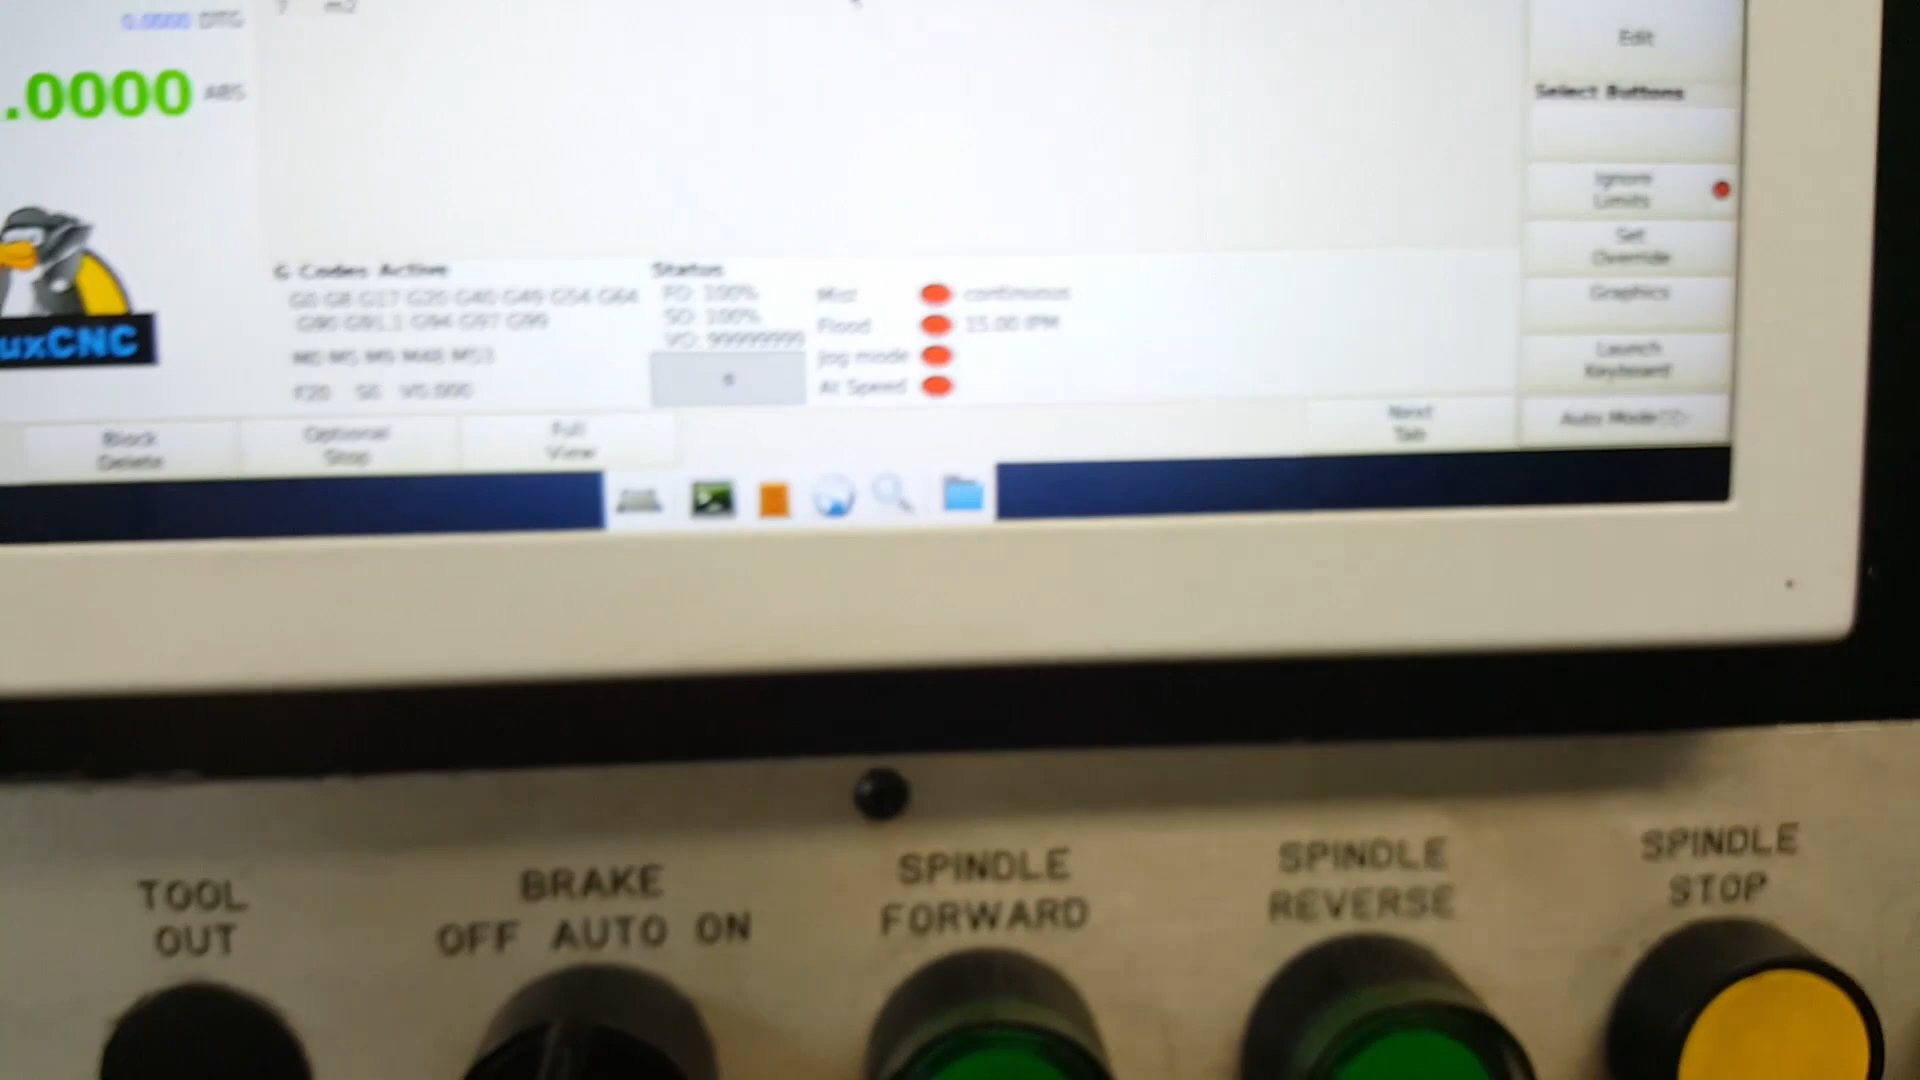 0.0000 DTG
7 m2
.0000 ABS
Edit
Select Buttons
Ignore
Limits
Set
Override
Graphics
Launch
Keyboard
Auto Mode
uxCNC
G Codes Active
G0 G8 G17 G20 G40 G49 G54 G64
G90 G91.1 G94 G97 G99
M0 M5 M9 M48 M53
F20 S0 V0.000
Status
FO: 100%
SO: 100%
VO: 99999999
Mist
Flood
Jog mode
At Speed
continuous
15.00 IPM
Block
Delete
Optional
Stop
Full
View
Next
Tab
TOOL
OUT
BRAKE
OFF AUTO ON
SPINDLE
FORWARD
SPINDLE
REVERSE
SPINDLE
STOP